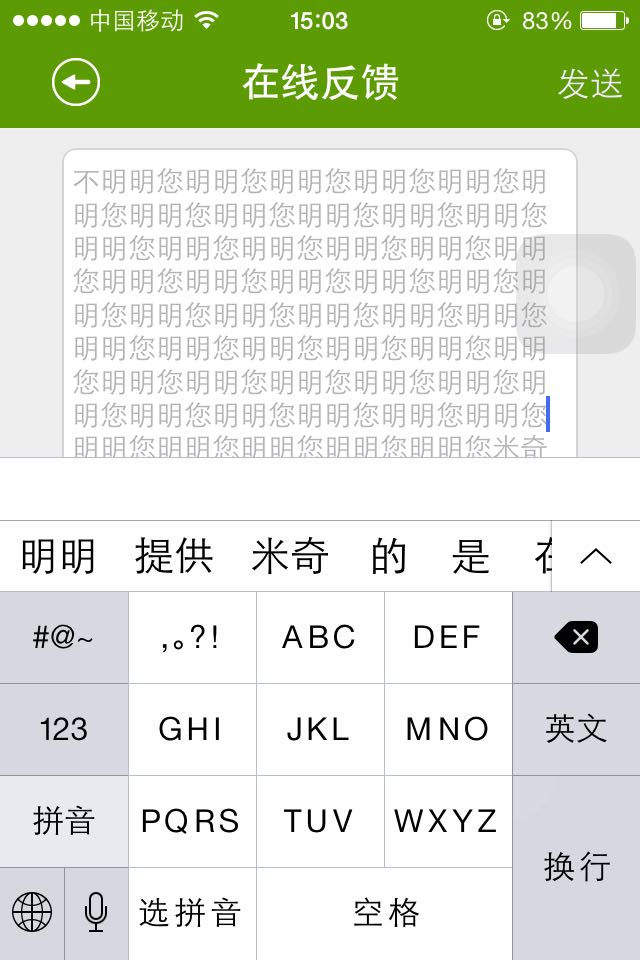 中国移动 15:03 83%
在线反馈 发送
不明明您明明您明明您明明您明明您明
明您明明您明明您明明您明明您明明您
明明您明明您明明您明明您明明您明明
您明明您明明您明明您明明您明明您明
明您明明您明明您明明您明明您明明您
明明您明明您明明您明明您明明您明明
您明明您明明您明明您明明您明明您明
明您明明您明明您明明您明明您明明您
明明您明明您明明您明明您明明您米奇
明明 提供 米奇 的 是
#@~ ,。?! ABC DEF
123 GHI JKL MNO 英文
拼音 PQRS TUV WXYZ
换行
选拼音 空格